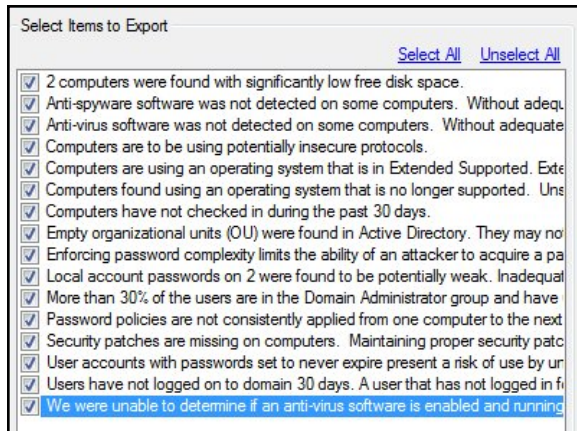 Select Items to Export
Select All Unselect All
2 computers were found with significantly low free disk space.
Anti-spyware software was not detected on some computers. Without adequ
Anti-virus software was not detected on some computers. Without adequate
Computers are to be using potentially insecure protocols.
Computers are using an operating system that is in Extended Supported. Exte
Computers found using an operating system that is no longer supported. Uns
Computers have not checked in during the past 30 days.
Empty organizational units (OU) were found in Active Directory. They may no
Enforcing password complexity limits the ability of an attacker to acquire a pa
Local account passwords on 2 were found to be potentially weak. Inadequat
More than 30% of the users are in the Domain Administrator group and have
Password policies are not consistently applied from one computer to the next
Security patches are missing on computers. Maintaining proper security patc
User accounts with passwords set to never expire present a risk of use by un
Users have not logged on to domain 30 days. A user that has not logged in f
We were unable to determine if an anti-virus software is enabled and running